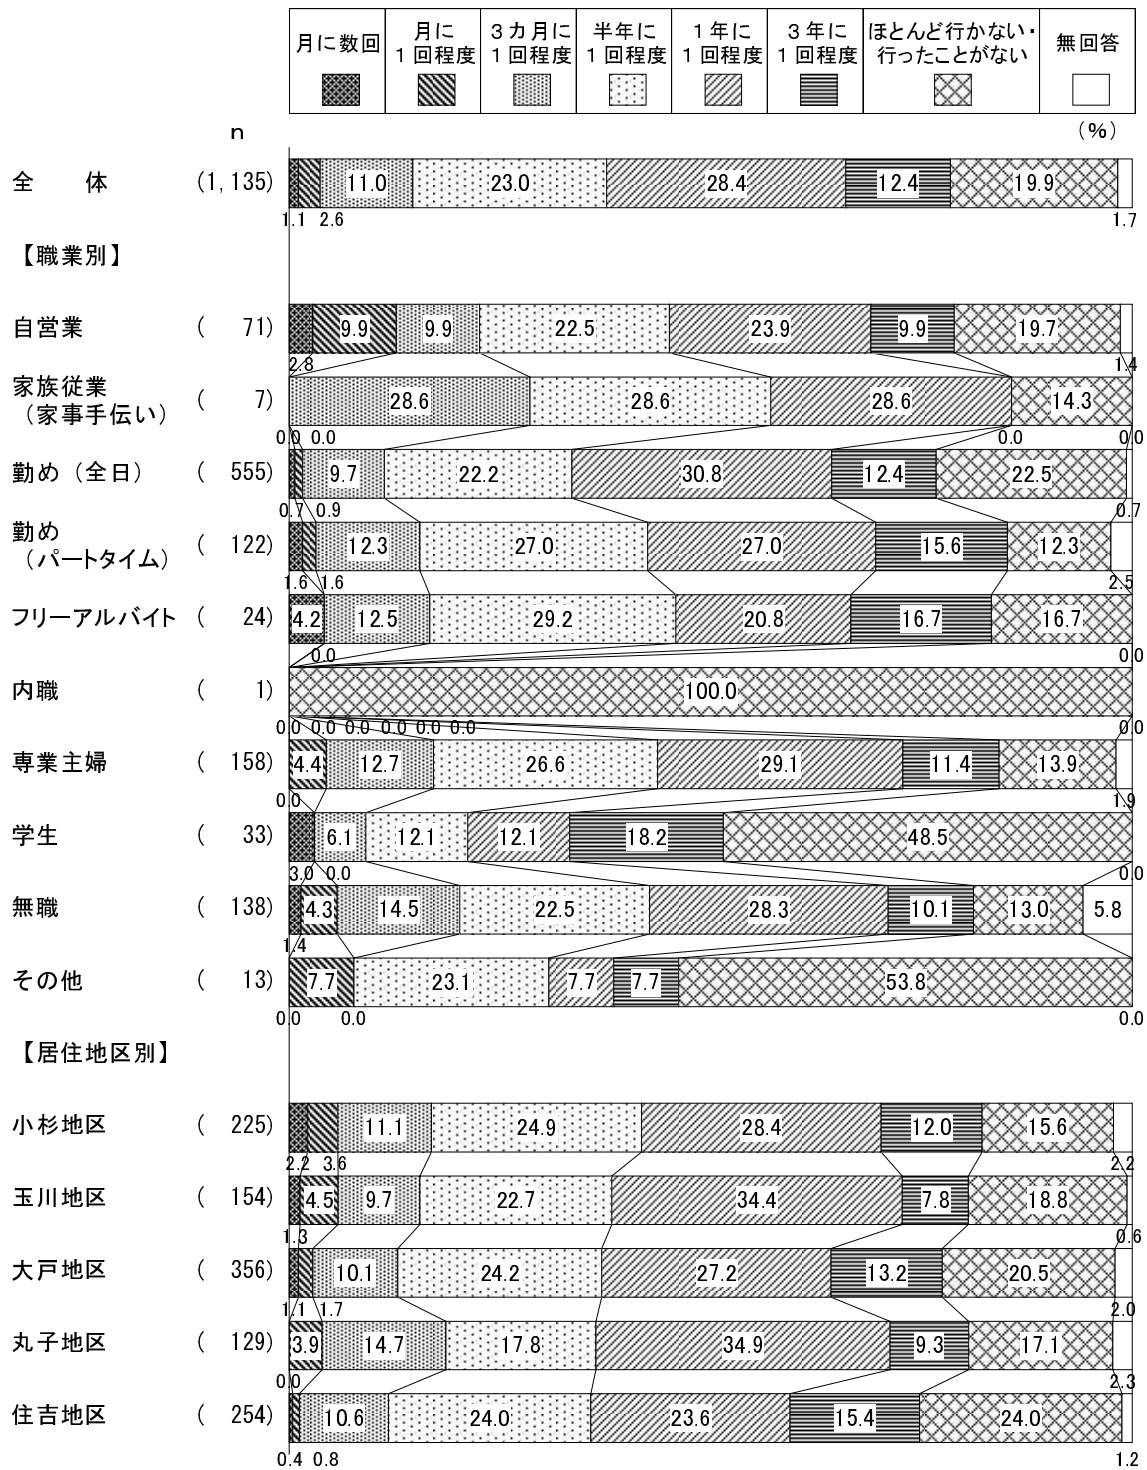 月に数回
月に
１回程度
３カ月に
１回程度
半年に
１回程度
１年に
１回程度
３年に
１回程度
ほとんど行かない・
行ったことがない
無回答
n
(%)
全　　体 (1,135) 11.0 23.0 28.4 12.4 19.9
1.1 2.6 1.7
【職業別】
自営業 ( 71) 9.9 9.9 22.5 23.9 9.9 19.7
2.8 1.4
家族従業
（家事手伝い） ( 7) 28.6 28.6 28.6 14.3
0.0 0.0 0.0 0.0
勤め（全日） ( 555) 9.7 22.2 30.8 12.4 22.5
0.7 0.9 0.7
勤め
（パートタイム） ( 122) 12.3 27.0 27.0 15.6 12.3
1.6 1.6 2.5
フリーアルバイト ( 24) 4.2 12.5 29.2 20.8 16.7 16.7
0.0 0.0
内職 ( 1) 100.0
0.0 0.0 0.0 0.0 0.0 0.0 0.0
専業主婦 ( 158) 4.4 12.7 26.6 29.1 11.4 13.9
0.0 1.9
学生 ( 33) 6.1 12.1 12.1 18.2 48.5
3.0 0.0 0.0
無職 ( 138) 4.3 14.5 22.5 28.3 10.1 13.0 5.8
1.4
その他 ( 13) 7.7 23.1 7.7 7.7 53.8
0.0 0.0 0.0
【居住地区別】
小杉地区 ( 225) 11.1 24.9 28.4 12.0 15.6
2.2 3.6 2.2
玉川地区 ( 154) 4.5 9.7 22.7 34.4 7.8 18.8
1.3 0.6
大戸地区 ( 356) 10.1 24.2 27.2 13.2 20.5
1.1 1.7 2.0
丸子地区 ( 129) 3.9 14.7 17.8 34.9 9.3 17.1
0.0 2.3
住吉地区 ( 254) 10.6 24.0 23.6 15.4 24.0
0.4 0.8 1.2